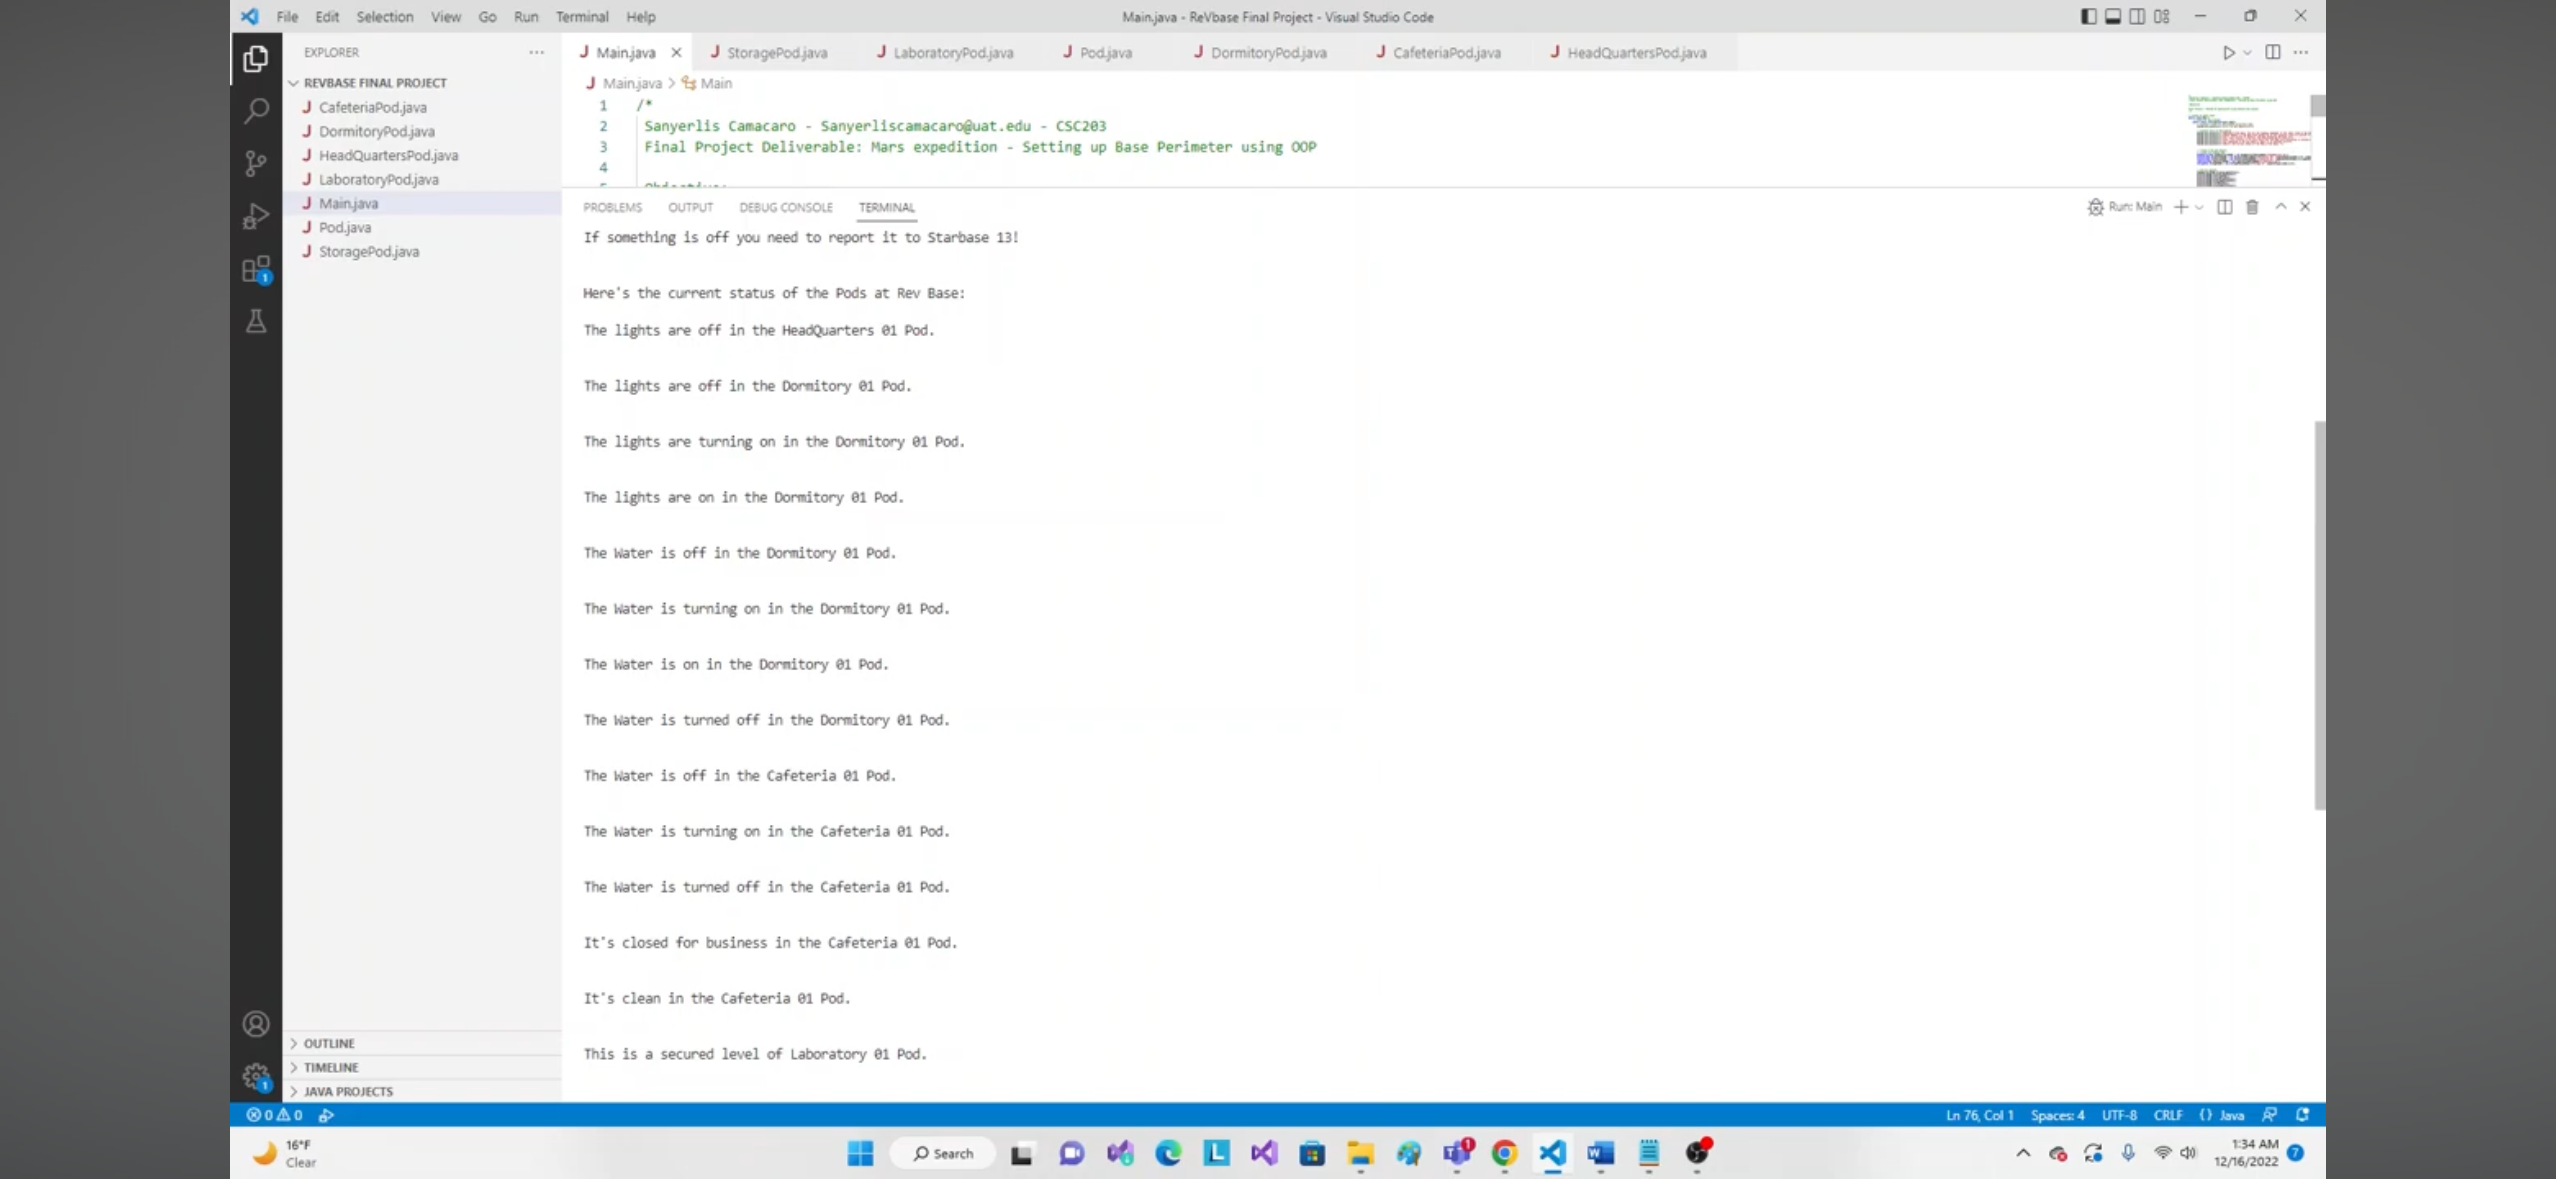 File Edit Selection View Go Run Terminal Help
Main.java - ReVbase Final Project - Visual Studio Code
EXPLORER
REVBASE FINAL PROJECT
CafeteriaPod.java
DormitoryPod.java
HeadQuartersPod.java
LaboratoryPod.java
Main.java
Pod.java
StoragePod.java
OUTLINE
TIMELINE
JAVA PROJECTS
Main.java StoragePod.java LaboratoryPod.java Pod.java DormitoryPod.java CafeteriaPod.java HeadQuartersPod.java
Main.java > Main
1 /*
2 Sanyerlis Camacaro - Sanyerliscamacaro@uat.edu - CSC203
3 Final Project Deliverable: Mars expedition - Setting up Base Perimeter using OOP
4
PROBLEMS OUTPUT DEBUG CONSOLE TERMINAL
Run: Main
If something is off you need to report it to Starbase 13!
Here's the current status of the Pods at Rev Base:
The lights are off in the HeadQuarters 01 Pod.
The lights are off in the Dormitory 01 Pod.
The lights are turning on in the Dormitory 01 Pod.
The lights are on in the Dormitory 01 Pod.
The Water is off in the Dormitory 01 Pod.
The Water is turning on in the Dormitory 01 Pod.
The Water is on in the Dormitory 01 Pod.
The Water is turned off in the Dormitory 01 Pod.
The Water is off in the Cafeteria 01 Pod.
The Water is turning on in the Cafeteria 01 Pod.
The Water is turned off in the Cafeteria 01 Pod.
It's closed for business in the Cafeteria 01 Pod.
It's clean in the Cafeteria 01 Pod.
This is a secured level of Laboratory 01 Pod.
0 0
Ln 76, Col 1 Spaces: 4 UTF-8 CRLF {} Java
16°F
Clear
Search
1:34 AM
12/16/2022
7